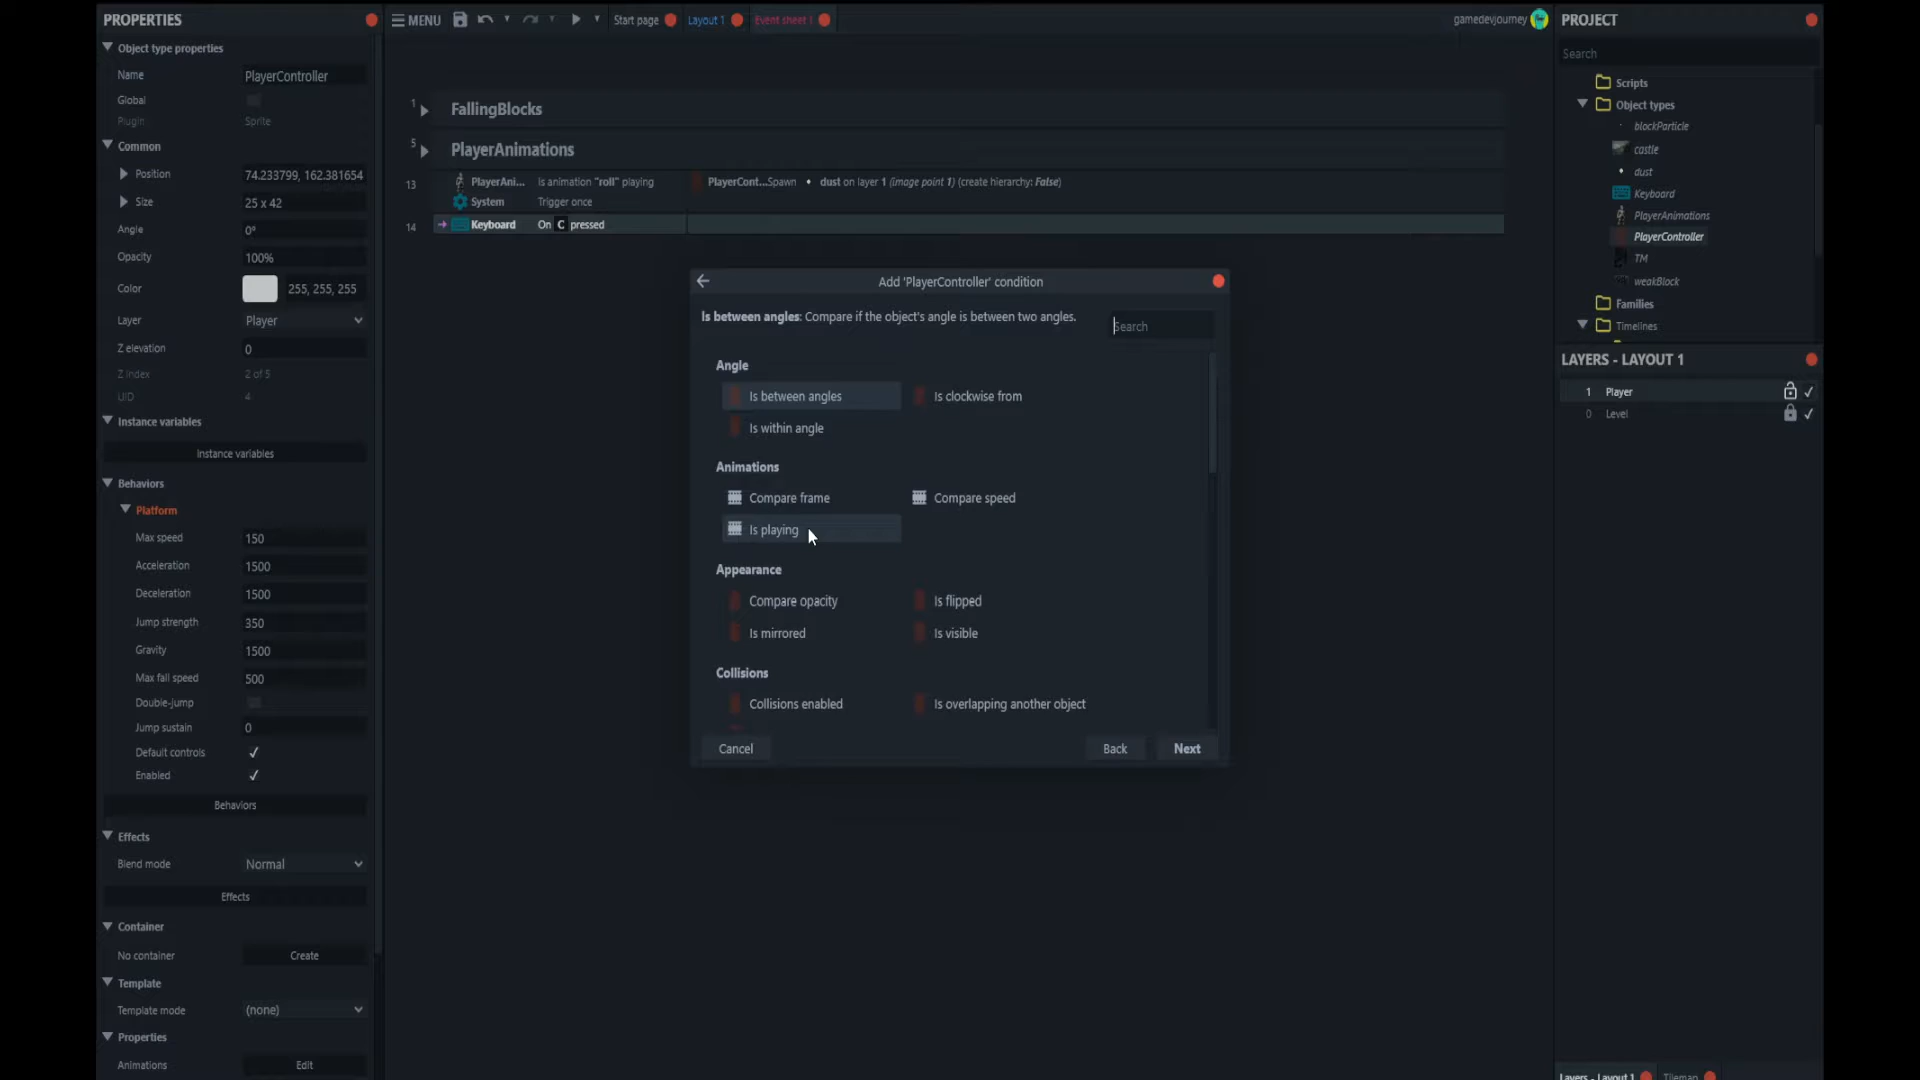 PROPERTIES
Object type properties
Name PlayerController
Global
Plugin Sprite
Common
Position 74.233799, 162.381654
Size 25 x 42
Angle 0°
Opacity 100%
Color 255, 255, 255
Layer Player
Z elevation 0
Z index 2 of 5
UID 4
Instance variables
Instance variables
Behaviors
Platform
Max speed 150
Acceleration 1500
Deceleration 1500
Jump strength 350
Gravity 1500
Max fall speed 500
Double-jump
Jump sustain 0
Default controls
Enabled
Behaviors
Effects
Blend mode Normal
Effects
Container
No container Create
Template
Template mode (none)
Properties
Animations Edit
MENU Start page Layout 1 Event sheet 1 gamedevjourney
1 FallingBlocks
5 PlayerAnimations
13 PlayerAni... Is animation "roll" playing PlayerCont...Spawn dust on layer 1 (image point 1) (create hierarchy: False)
System Trigger once
14 Keyboard On C pressed
Add 'PlayerController' condition
Is between angles: Compare if the object's angle is between two angles.
Search
Angle
Is between angles Is clockwise from
Is within angle
Animations
Compare frame Compare speed
Is playing
Appearance
Compare opacity Is flipped
Is mirrored Is visible
Collisions
Collisions enabled Is overlapping another object
Cancel Back Next
PROJECT
Search
Scripts
Object types
blockParticle
castle
dust
Keyboard
PlayerAnimations
PlayerController
TM
weakBlock
Families
Timelines
LAYERS - LAYOUT 1
1 Player
0 Level
Layers - Layout 1 Tilemap